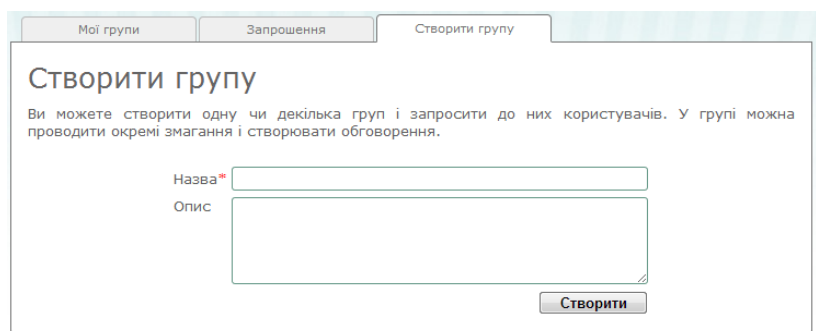 Мої групи
Запрошення
Створити групу
Створити групу
Ви можете створити одну чи декілька груп і запросити до них користувачів. У групі можна
проводити окремі змагання і створювати обговорення.
Назва*
Опис
Створити